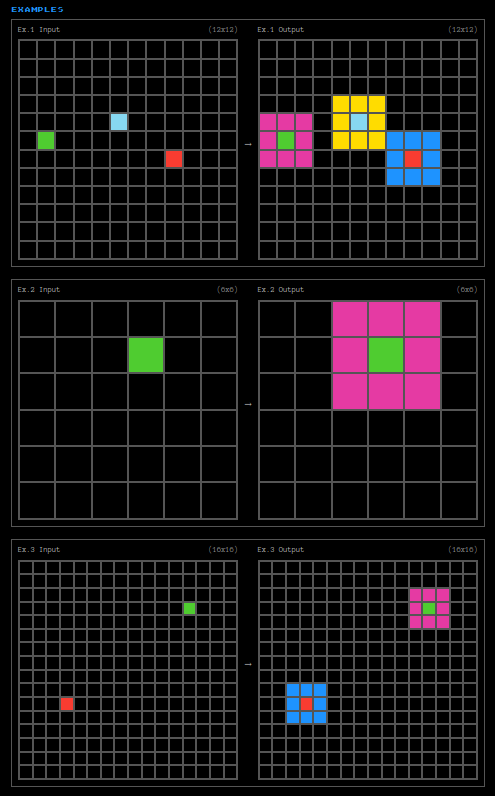 EXAMPLES
Ex.1 Input (12x12)
Ex.1 Output (12x12)
→
Ex.2 Input (6x6)
Ex.2 Output (6x6)
→
Ex.3 Input (16x16)
Ex.3 Output (16x16)
→